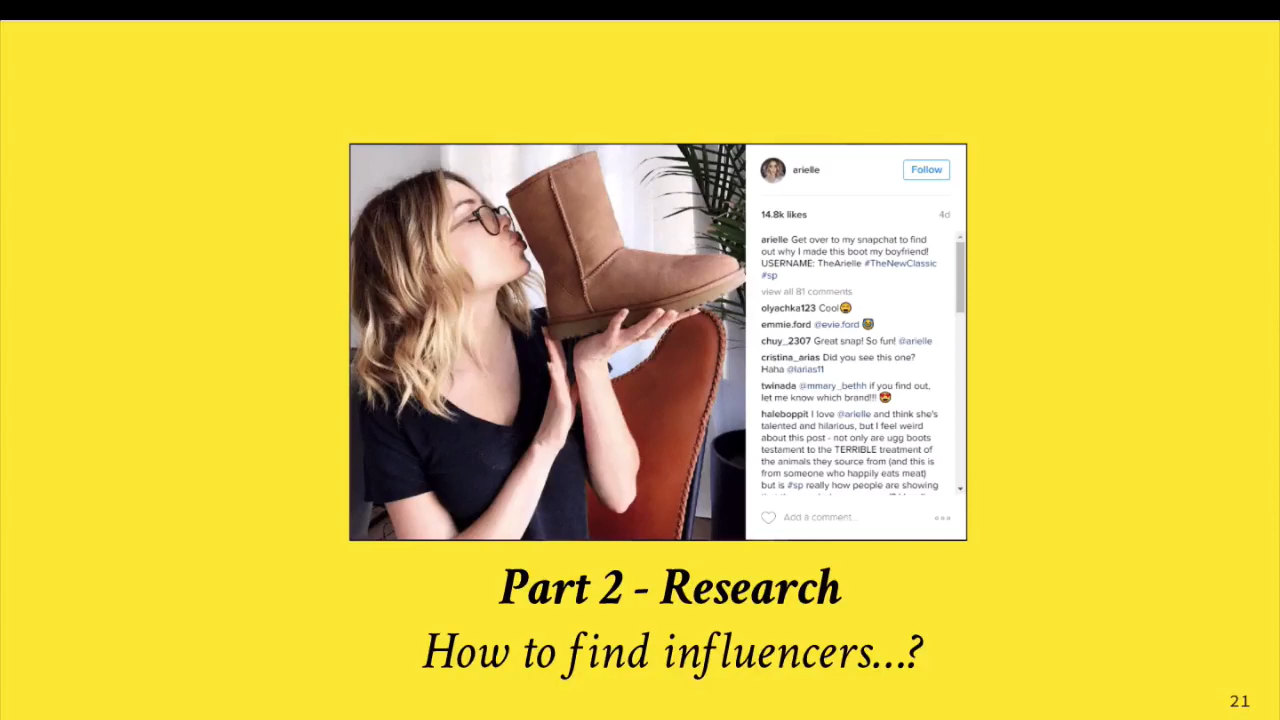 arielle
Follow
14.8k likes
4d
arielle Get over to my snapchat to find
out why I made this boot my boyfriend!
USERNAME: TheArielle #TheNewClassic
#sp
view all 81 comments
olyachka123 Cool😩
emmie.ford @evie.ford
chuy_2307 Great snap! So fun! @arielle
cristina_arias Did you see this one?
Haha @larias11
twinada @mmary_bethh if you find out,
let me know which brand!!! 😍
haleboppit I love @arielle and think she's
talented and hilarious, but I feel weird
about this post - not only are ugg boots
testament to the TERRIBLE treatment of
the animals they source from (and this is
from someone who happily eats meat)
but is #sp really how people are showing
Add a comment...
Part 2 - Research
How to find influencers...?
21